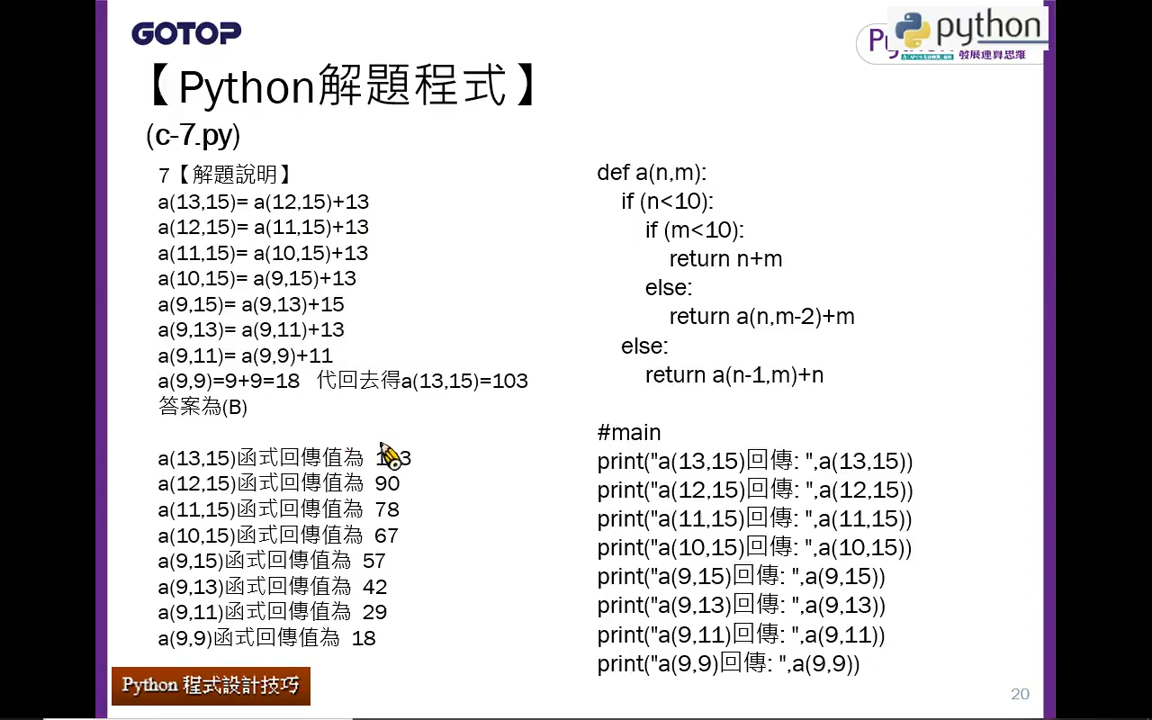 GOTOP
python
發展運算思維
【Python解題程式】
(c-7.py)
7【解題說明】
a(13,15)= a(12,15)+13
a(12,15)= a(11,15)+13
a(11,15)= a(10,15)+13
a(10,15)= a(9,15)+13
a(9,15)= a(9,13)+15
a(9,13)= a(9,11)+13
a(9,11)= a(9,9)+11
a(9,9)=9+9=18 代回去得a(13,15)=103
答案為(B)
a(13,15)函式回傳值為
a(12,15)函式回傳值為 90
a(11,15)函式回傳值為 78
a(10,15)函式回傳值為 67
a(9,15)函式回傳值為 57
a(9,13)函式回傳值為 42
a(9,11)函式回傳值為 29
a(9,9)函式回傳值為 18
def a(n,m):
if (n<10):
if (m<10):
return n+m
else:
return a(n,m-2)+m
else:
return a(n-1,m)+n
#main
print("a(13,15)回傳: ",a(13,15))
print("a(12,15)回傳: ",a(12,15))
print("a(11,15)回傳: ",a(11,15))
print("a(10,15)回傳: ",a(10,15))
print("a(9,15)回傳: ",a(9,15))
print("a(9,13)回傳: ",a(9,13))
print("a(9,11)回傳: ",a(9,11))
print("a(9,9)回傳: ",a(9,9))
Python 程式設計技巧
20